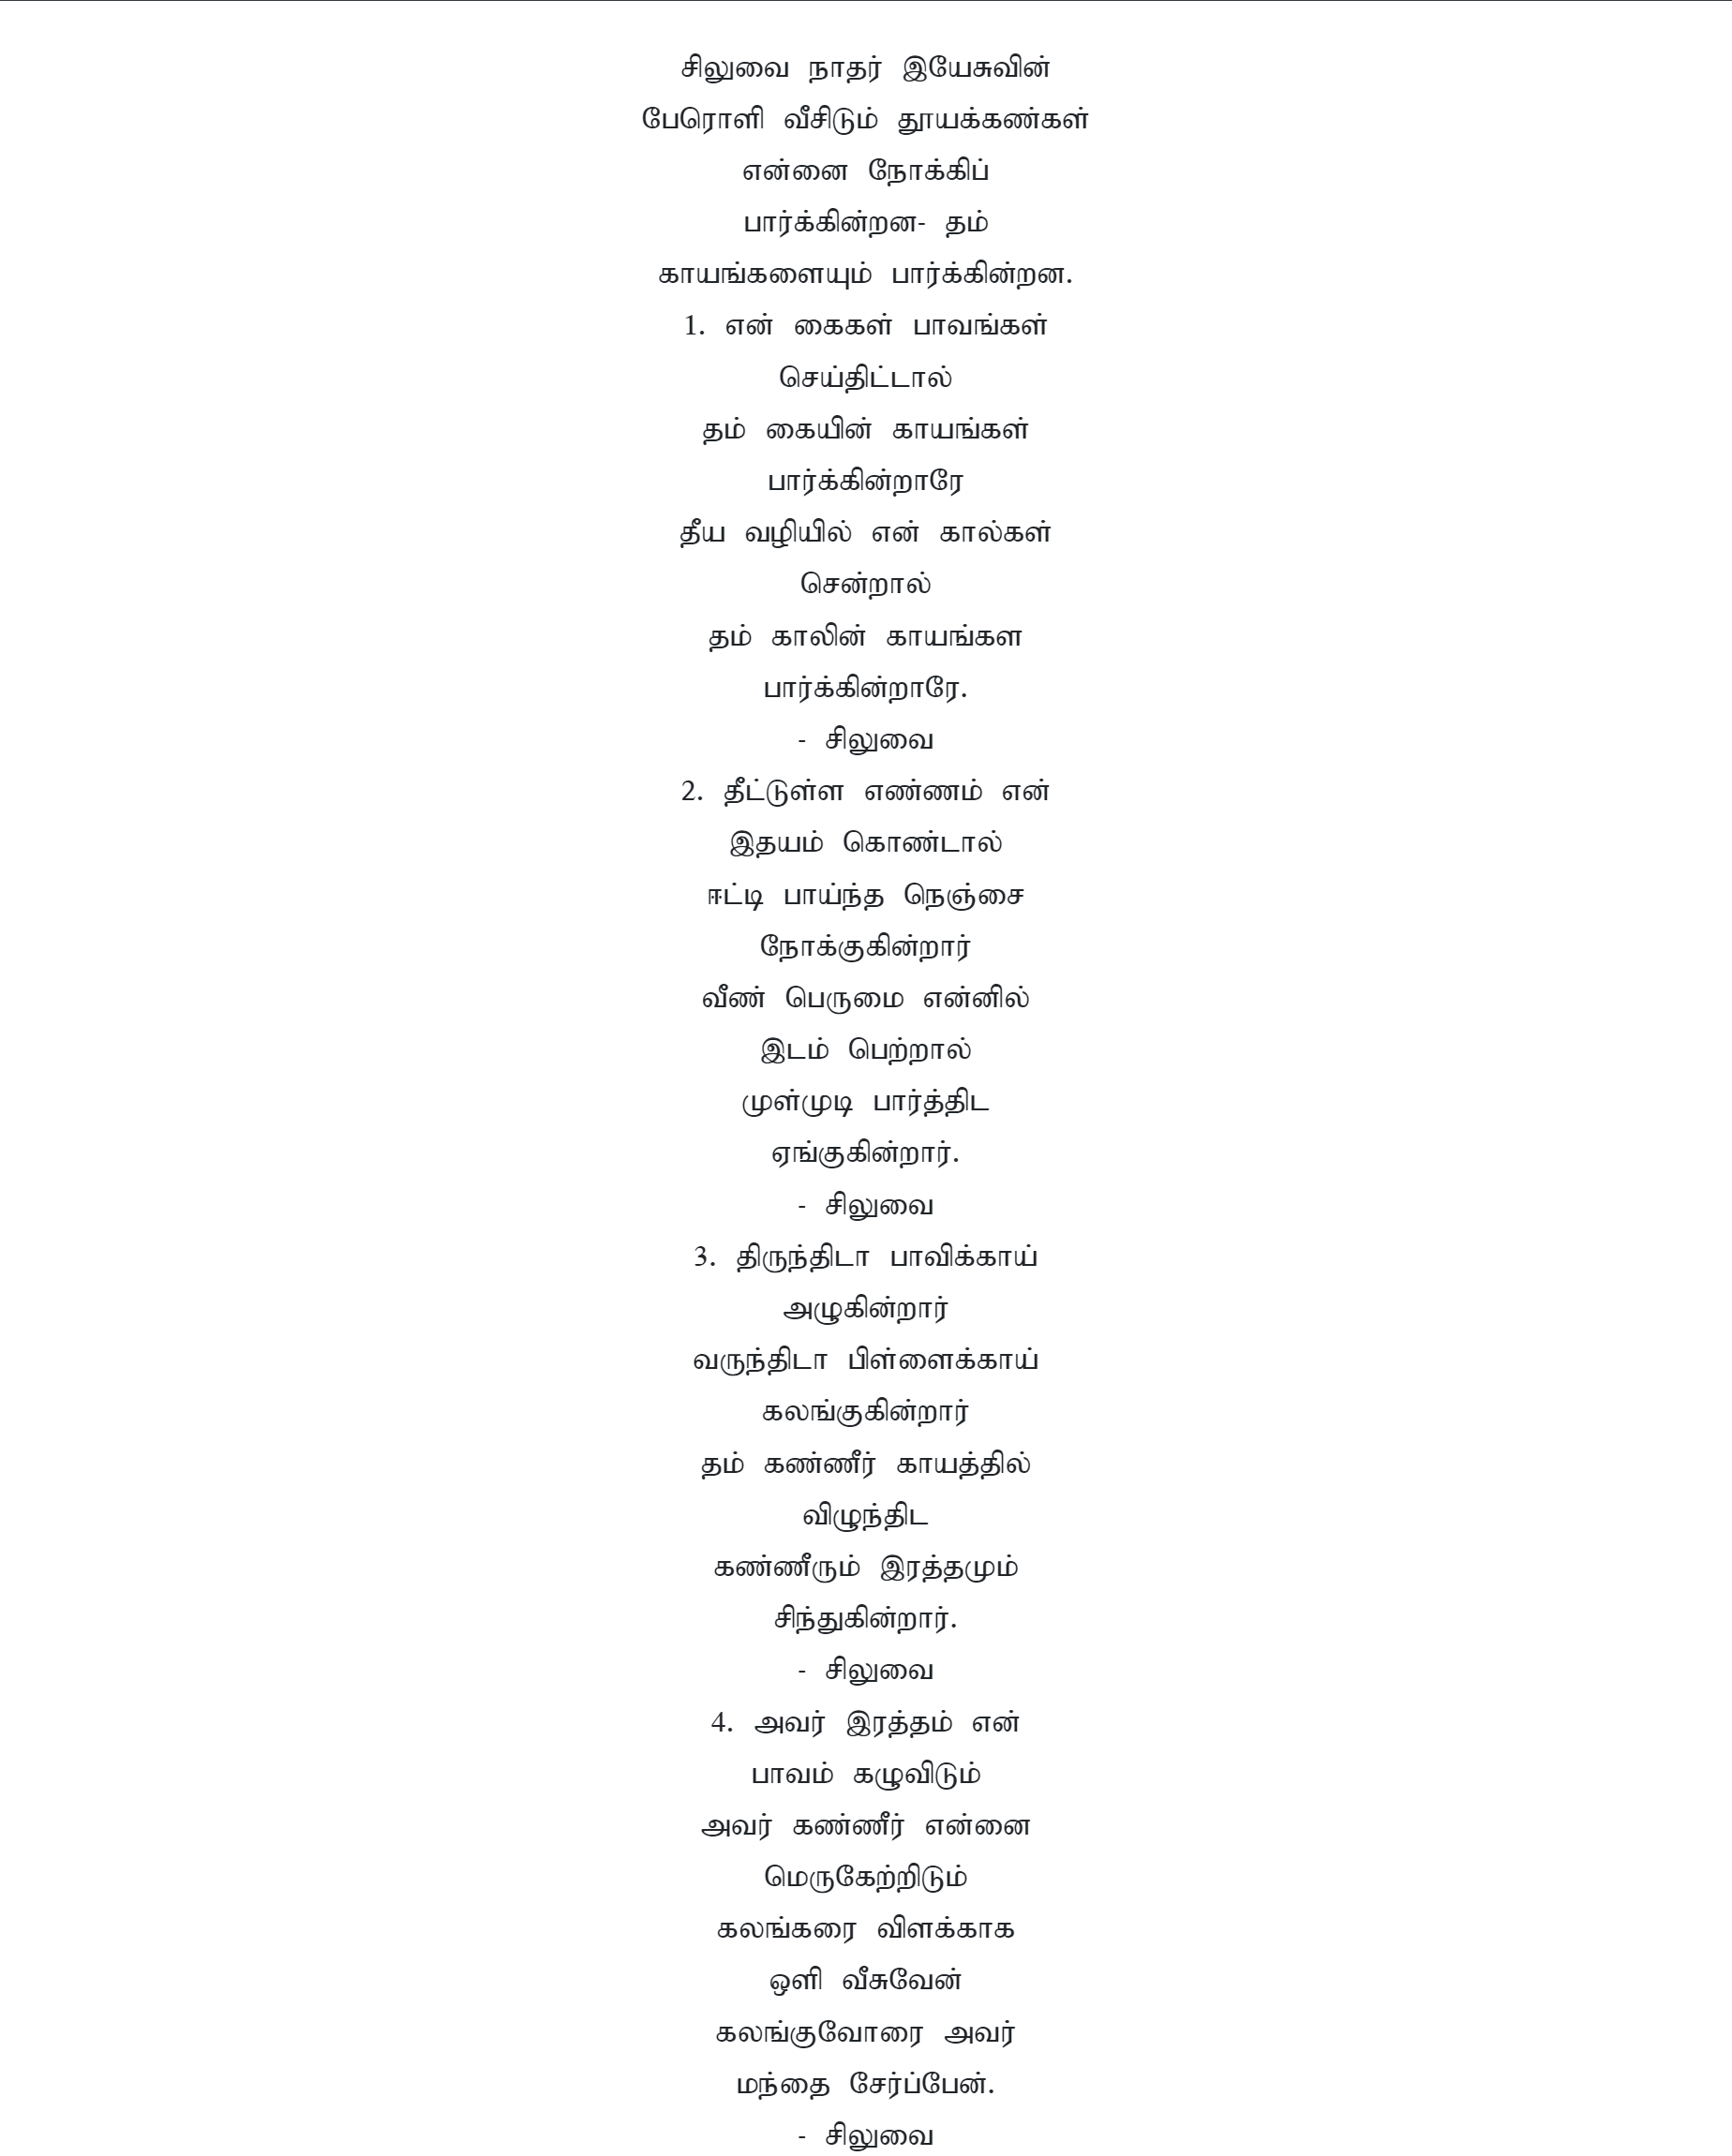 சிலுவை நாதர் இயேசுவின்
பேரொளி வீசிடும் தூயக்கண்கள்
என்னை நோக்கிப்
பார்க்கின்றன- தம்
காயங்களையும் பார்க்கின்றன.
1. என் கைகள் பாவங்கள்
செய்திட்டால்
தம் கையின் காயங்கள்
பார்க்கின்றாரே
தீய வழியில் என் கால்கள்
சென்றால்
தம் காலின் காயங்கள
பார்க்கின்றாரே.
- சிலுவை
2. தீட்டுள்ள எண்ணம் என்
இதயம் கொண்டால்
ஈட்டி பாய்ந்த நெஞ்சை
நோக்குகின்றார்
வீண் பெருமை என்னில்
இடம் பெற்றால்
முள்முடி பார்த்திட
ஏங்குகின்றார்.
- சிலுவை
3. திருந்திடா பாவிக்காய்
அழுகின்றார்
வருந்திடா பிள்ளைக்காய்
கலங்குகின்றார்
தம் கண்ணீர் காயத்தில்
விழுந்திட
கண்ணீரும் இரத்தமும்
சிந்துகின்றார்.
- சிலுவை
4. அவர் இரத்தம் என்
பாவம் கழுவிடும்
அவர் கண்ணீர் என்னை
மெருகேற்றிடும்
கலங்கரை விளக்காக
ஒளி வீசுவேன்
கலங்குவோரை அவர்
மந்தை சேர்ப்பேன்.
- சிலுவை